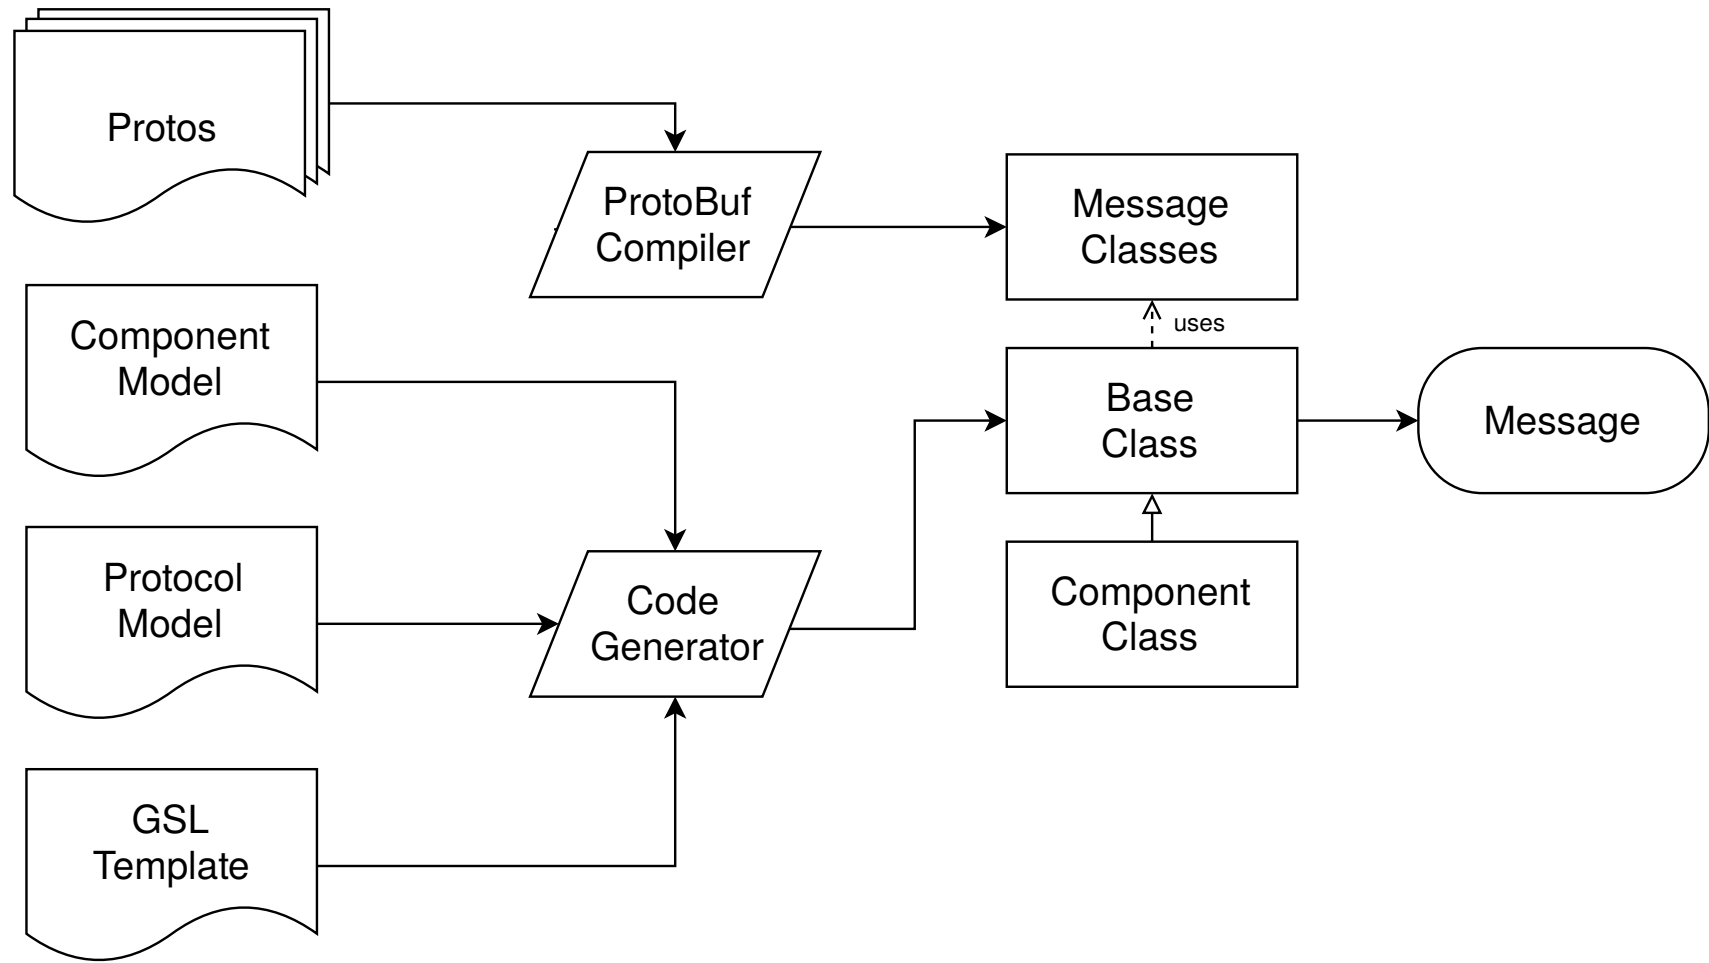 Protos
ProtoBuf
Compiler
Message
Classes
uses
Component
Model
Base
Class
Message
Protocol
Model
Code
Generator
Component
Class
GSL
Template